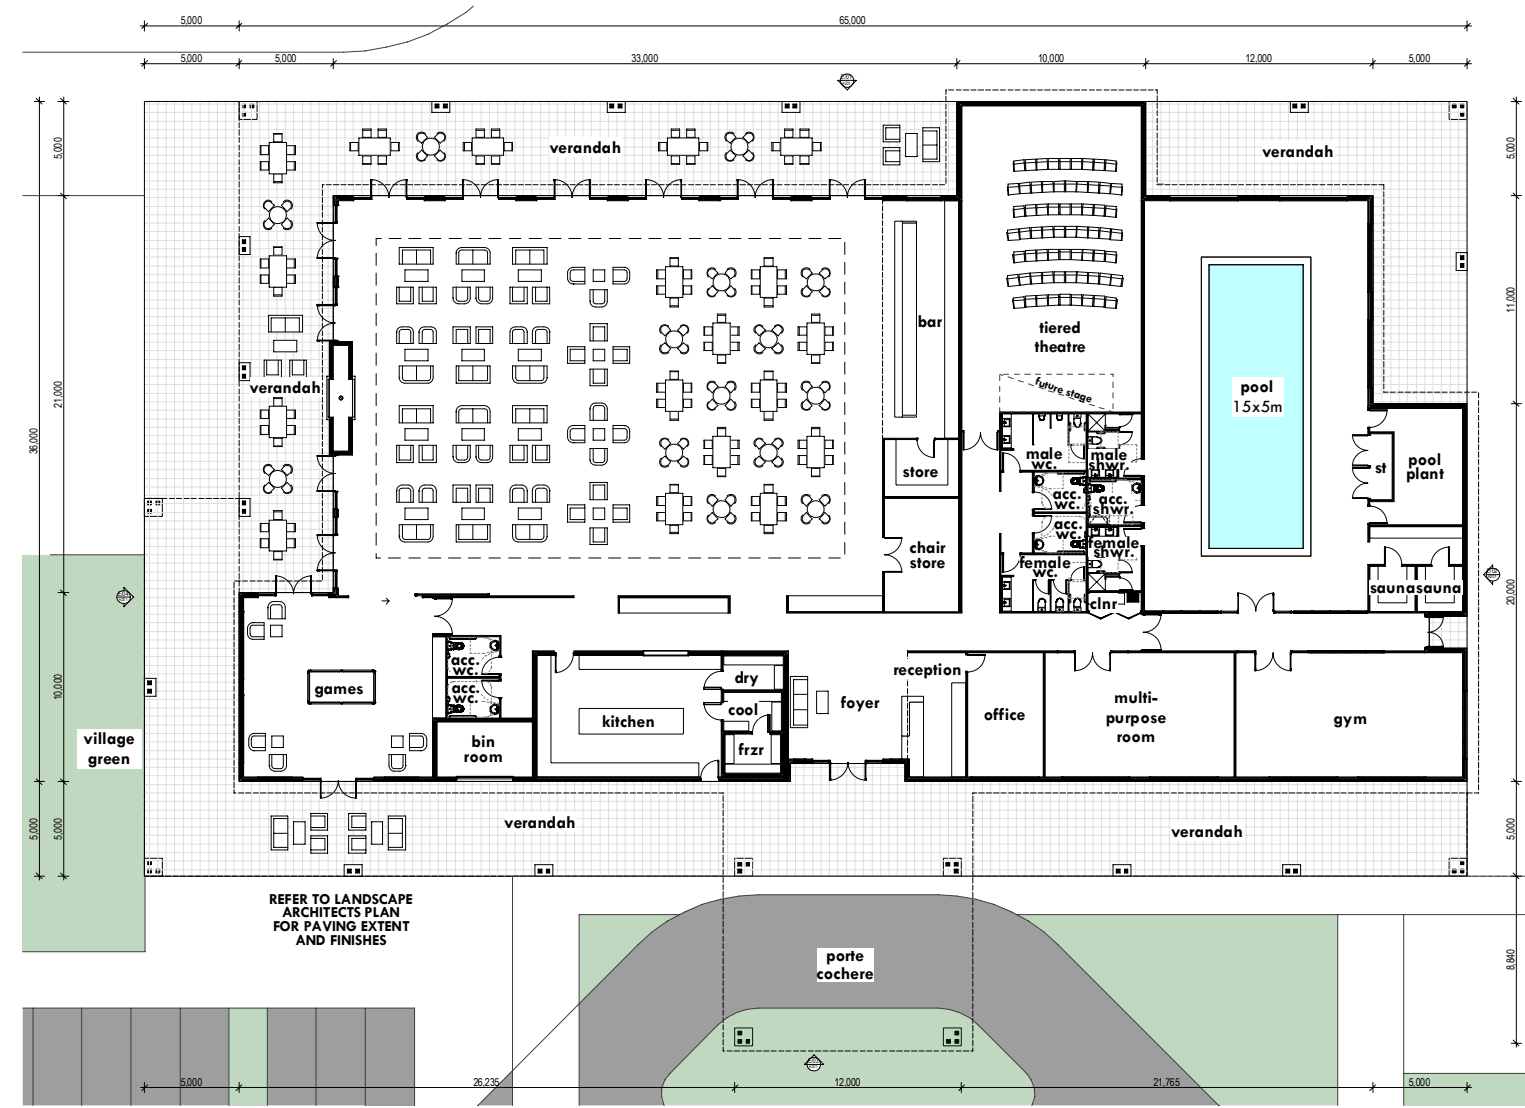 5,000
65,000
5,000
5,000
33,000
10,000
12,000
5,000
5,000
5,000
verandah
verandah
bar
tiered
theatre
11,000
future stage
pool
15x5m
verandah
21,000
36,000
male
wc.
male
shwr.
store
st
pool
plant
acc.
wc.
acc.
shwr.
acc.
wc.
female
shwr.
chair
store
female
wc.
clnr
sauna
sauna
20,000
acc.
wc.
acc.
wc.
games
10,000
kitchen
dry
cool
frzr
foyer
reception
office
multi-
purpose
room
gym
bin
room
village
green
5,000
5,000
verandah
verandah
5,000
REFER TO LANDSCAPE
ARCHITECTS PLAN
FOR PAVING EXTENT
AND FINISHES
porte
cochere
8,840
5,000
26,235
12,000
21,765
5,000